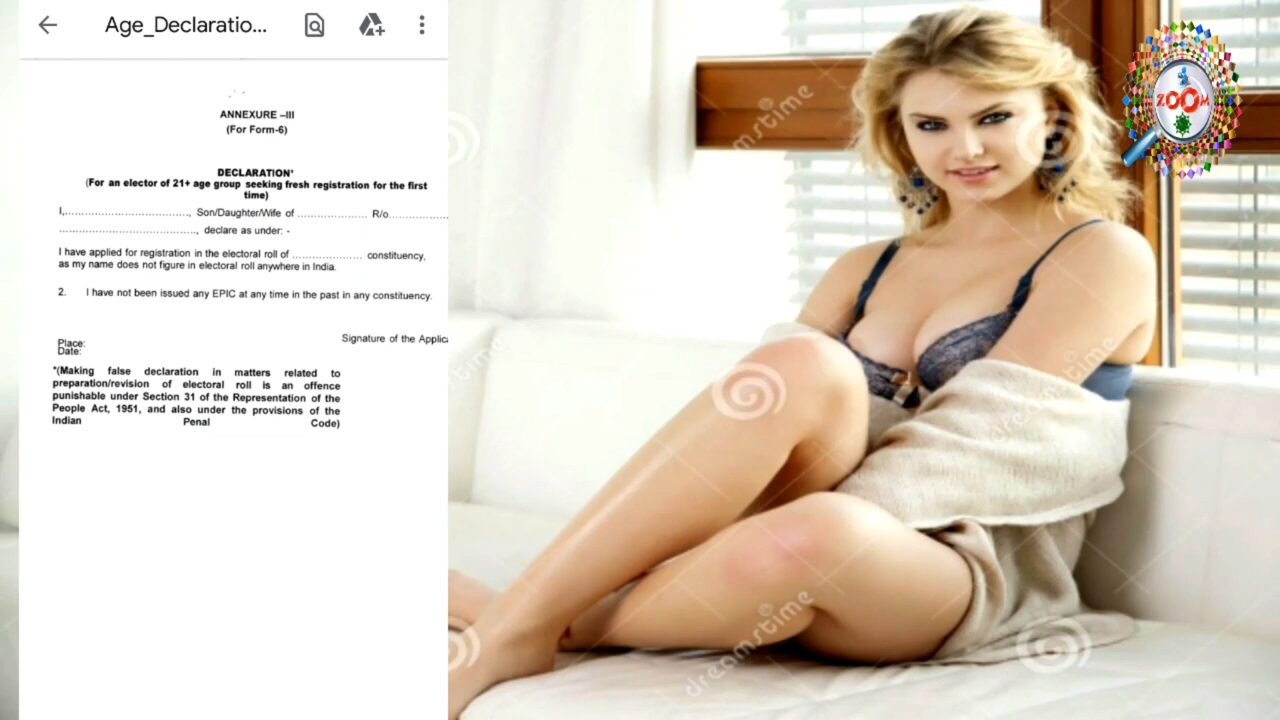 Age_Declaratio...
ANNEXURE –III
(For Form-6)
DECLARATION*
(For an elector of 21+ age group seeking fresh registration for the first
time)
I,..............................., Son/Daughter/Wife of ..................... R/o.................
..................................., declare as under: -
I have applied for registration in the electoral roll of ..................... constituency,
as my name does not figure in electoral roll anywhere in India.
2. I have not been issued any EPIC at any time in the past in any constituency.
Signature of the Applica
Place:
Date:
*(Making false declaration in matters related to
preparation/revision of electoral roll is an offence
punishable under Section 31 of the Representation of the
People Act, 1951, and also under the provisions of the
Indian Penal Code)
ZOOM
dreamstime
dreamstime
dreamstime